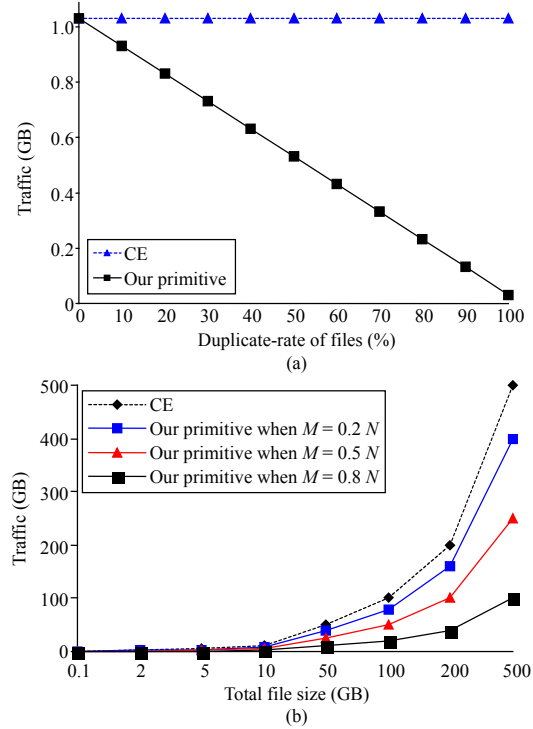 1.0
0.8
0.6
0.4
0.2
0
Traffic (GB)
CE
Our primitive
0 10 20 30 40 50 60 70 80 90 100
Duplicate-rate of files (%)
(a)
500
400
300
200
100
0
Traffic (GB)
CE
Our primitive when M = 0.2 N
Our primitive when M = 0.5 N
Our primitive when M = 0.8 N
0.1 2 5 10 50 100 200 500
Total file size (GB)
(b)